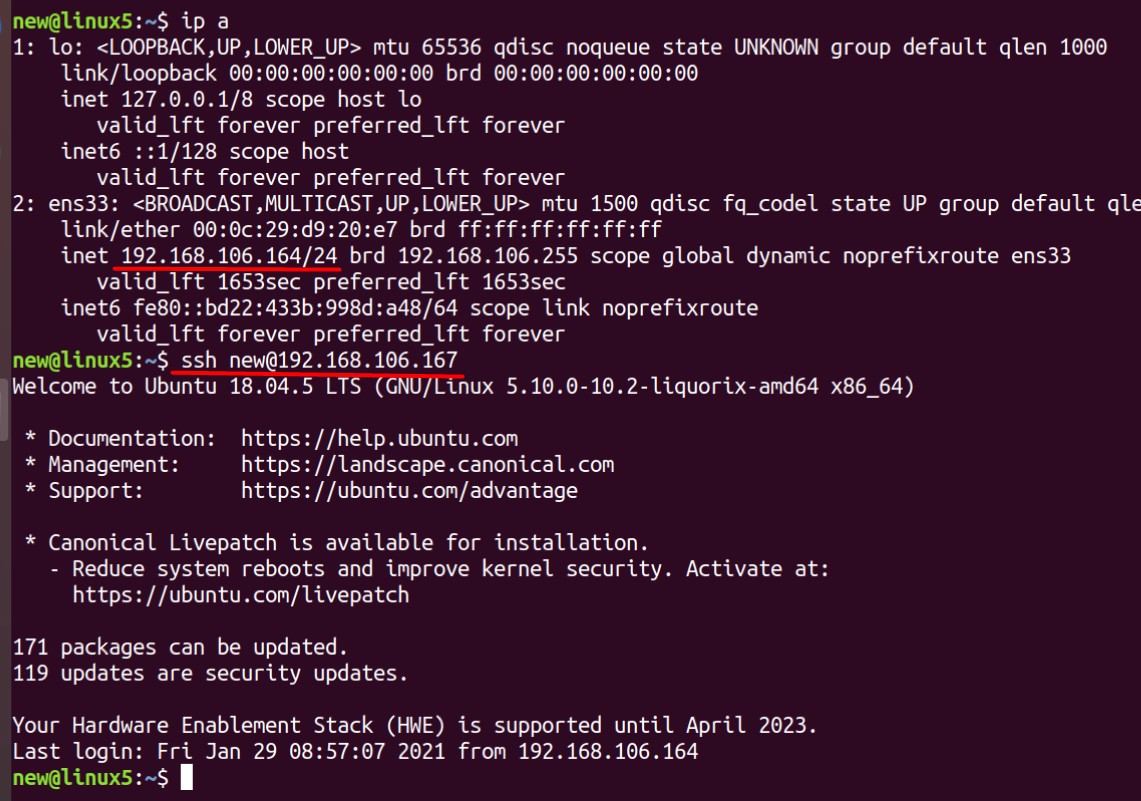 new@linux5:~$ ip a
1: lo: <LOOPBACK,UP,LOWER_UP> mtu 65536 qdisc noqueue state UNKNOWN group default qlen 1000
    link/loopback 00:00:00:00:00:00 brd 00:00:00:00:00:00
    inet 127.0.0.1/8 scope host lo
       valid_lft forever preferred_lft forever
    inet6 ::1/128 scope host
       valid_lft forever preferred_lft forever
2: ens33: <BROADCAST,MULTICAST,UP,LOWER_UP> mtu 1500 qdisc fq_codel state UP group default qle
    link/ether 00:0c:29:d9:20:e7 brd ff:ff:ff:ff:ff:ff
    inet 192.168.106.164/24 brd 192.168.106.255 scope global dynamic noprefixroute ens33
       valid_lft 1653sec preferred_lft 1653sec
    inet6 fe80::bd22:433b:998d:a48/64 scope link noprefixroute
       valid_lft forever preferred_lft forever
new@linux5:~$ ssh new@192.168.106.167
Welcome to Ubuntu 18.04.5 LTS (GNU/Linux 5.10.0-10.2-liquorix-amd64 x86_64)

 * Documentation:  https://help.ubuntu.com
 * Management:     https://landscape.canonical.com
 * Support:        https://ubuntu.com/advantage

 * Canonical Livepatch is available for installation.
   - Reduce system reboots and improve kernel security. Activate at:
     https://ubuntu.com/livepatch

171 packages can be updated.
119 updates are security updates.

Your Hardware Enablement Stack (HWE) is supported until April 2023.
Last login: Fri Jan 29 08:57:07 2021 from 192.168.106.164
new@linux5:~$